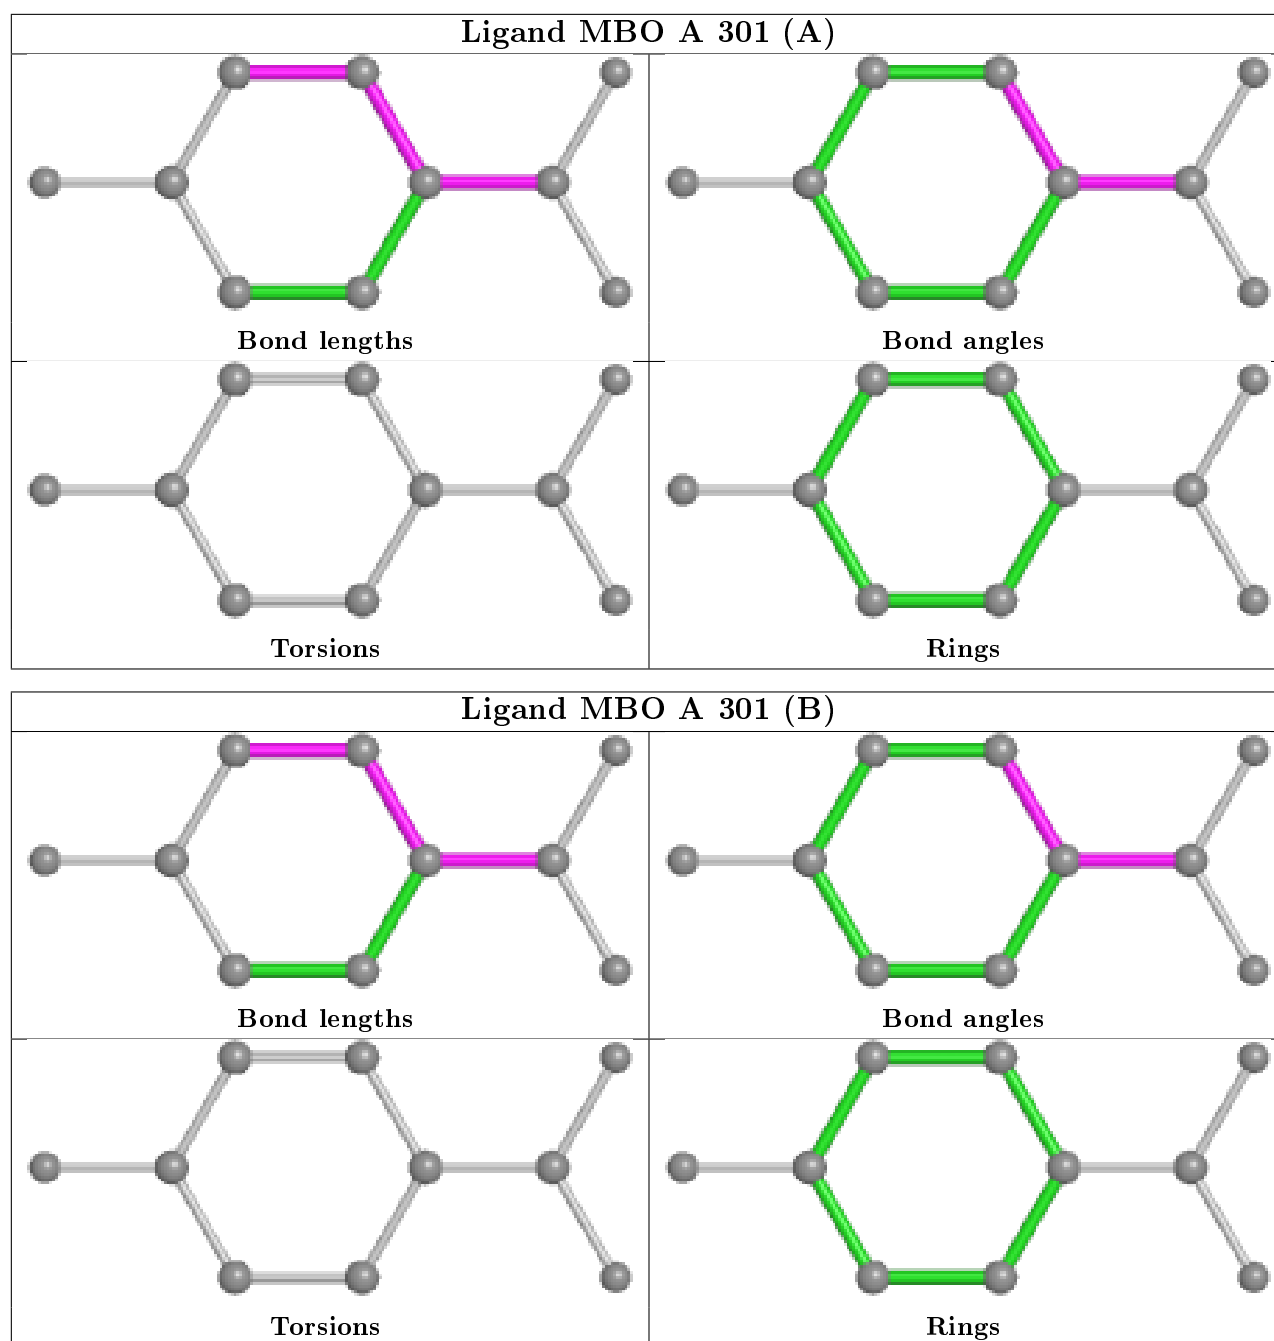 Ligand MBO A 301 (A)
Bond lengths
Bond angles
Torsions
Rings
Ligand MBO A 301 (B)
Bond lengths
Bond angles
Torsions
Rings